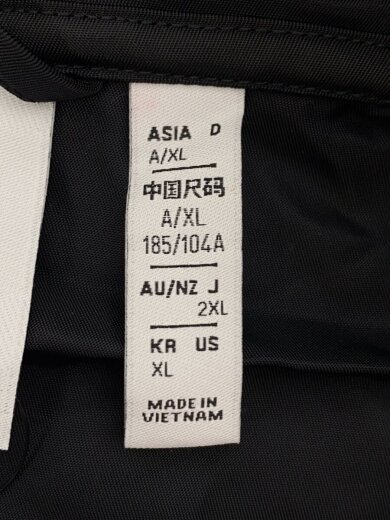 ASIA D
A/XL
中国尺码
A/XL
185/104A
AU/NZ J
2XL
KR US
XL
MADE IN
VIETNAM